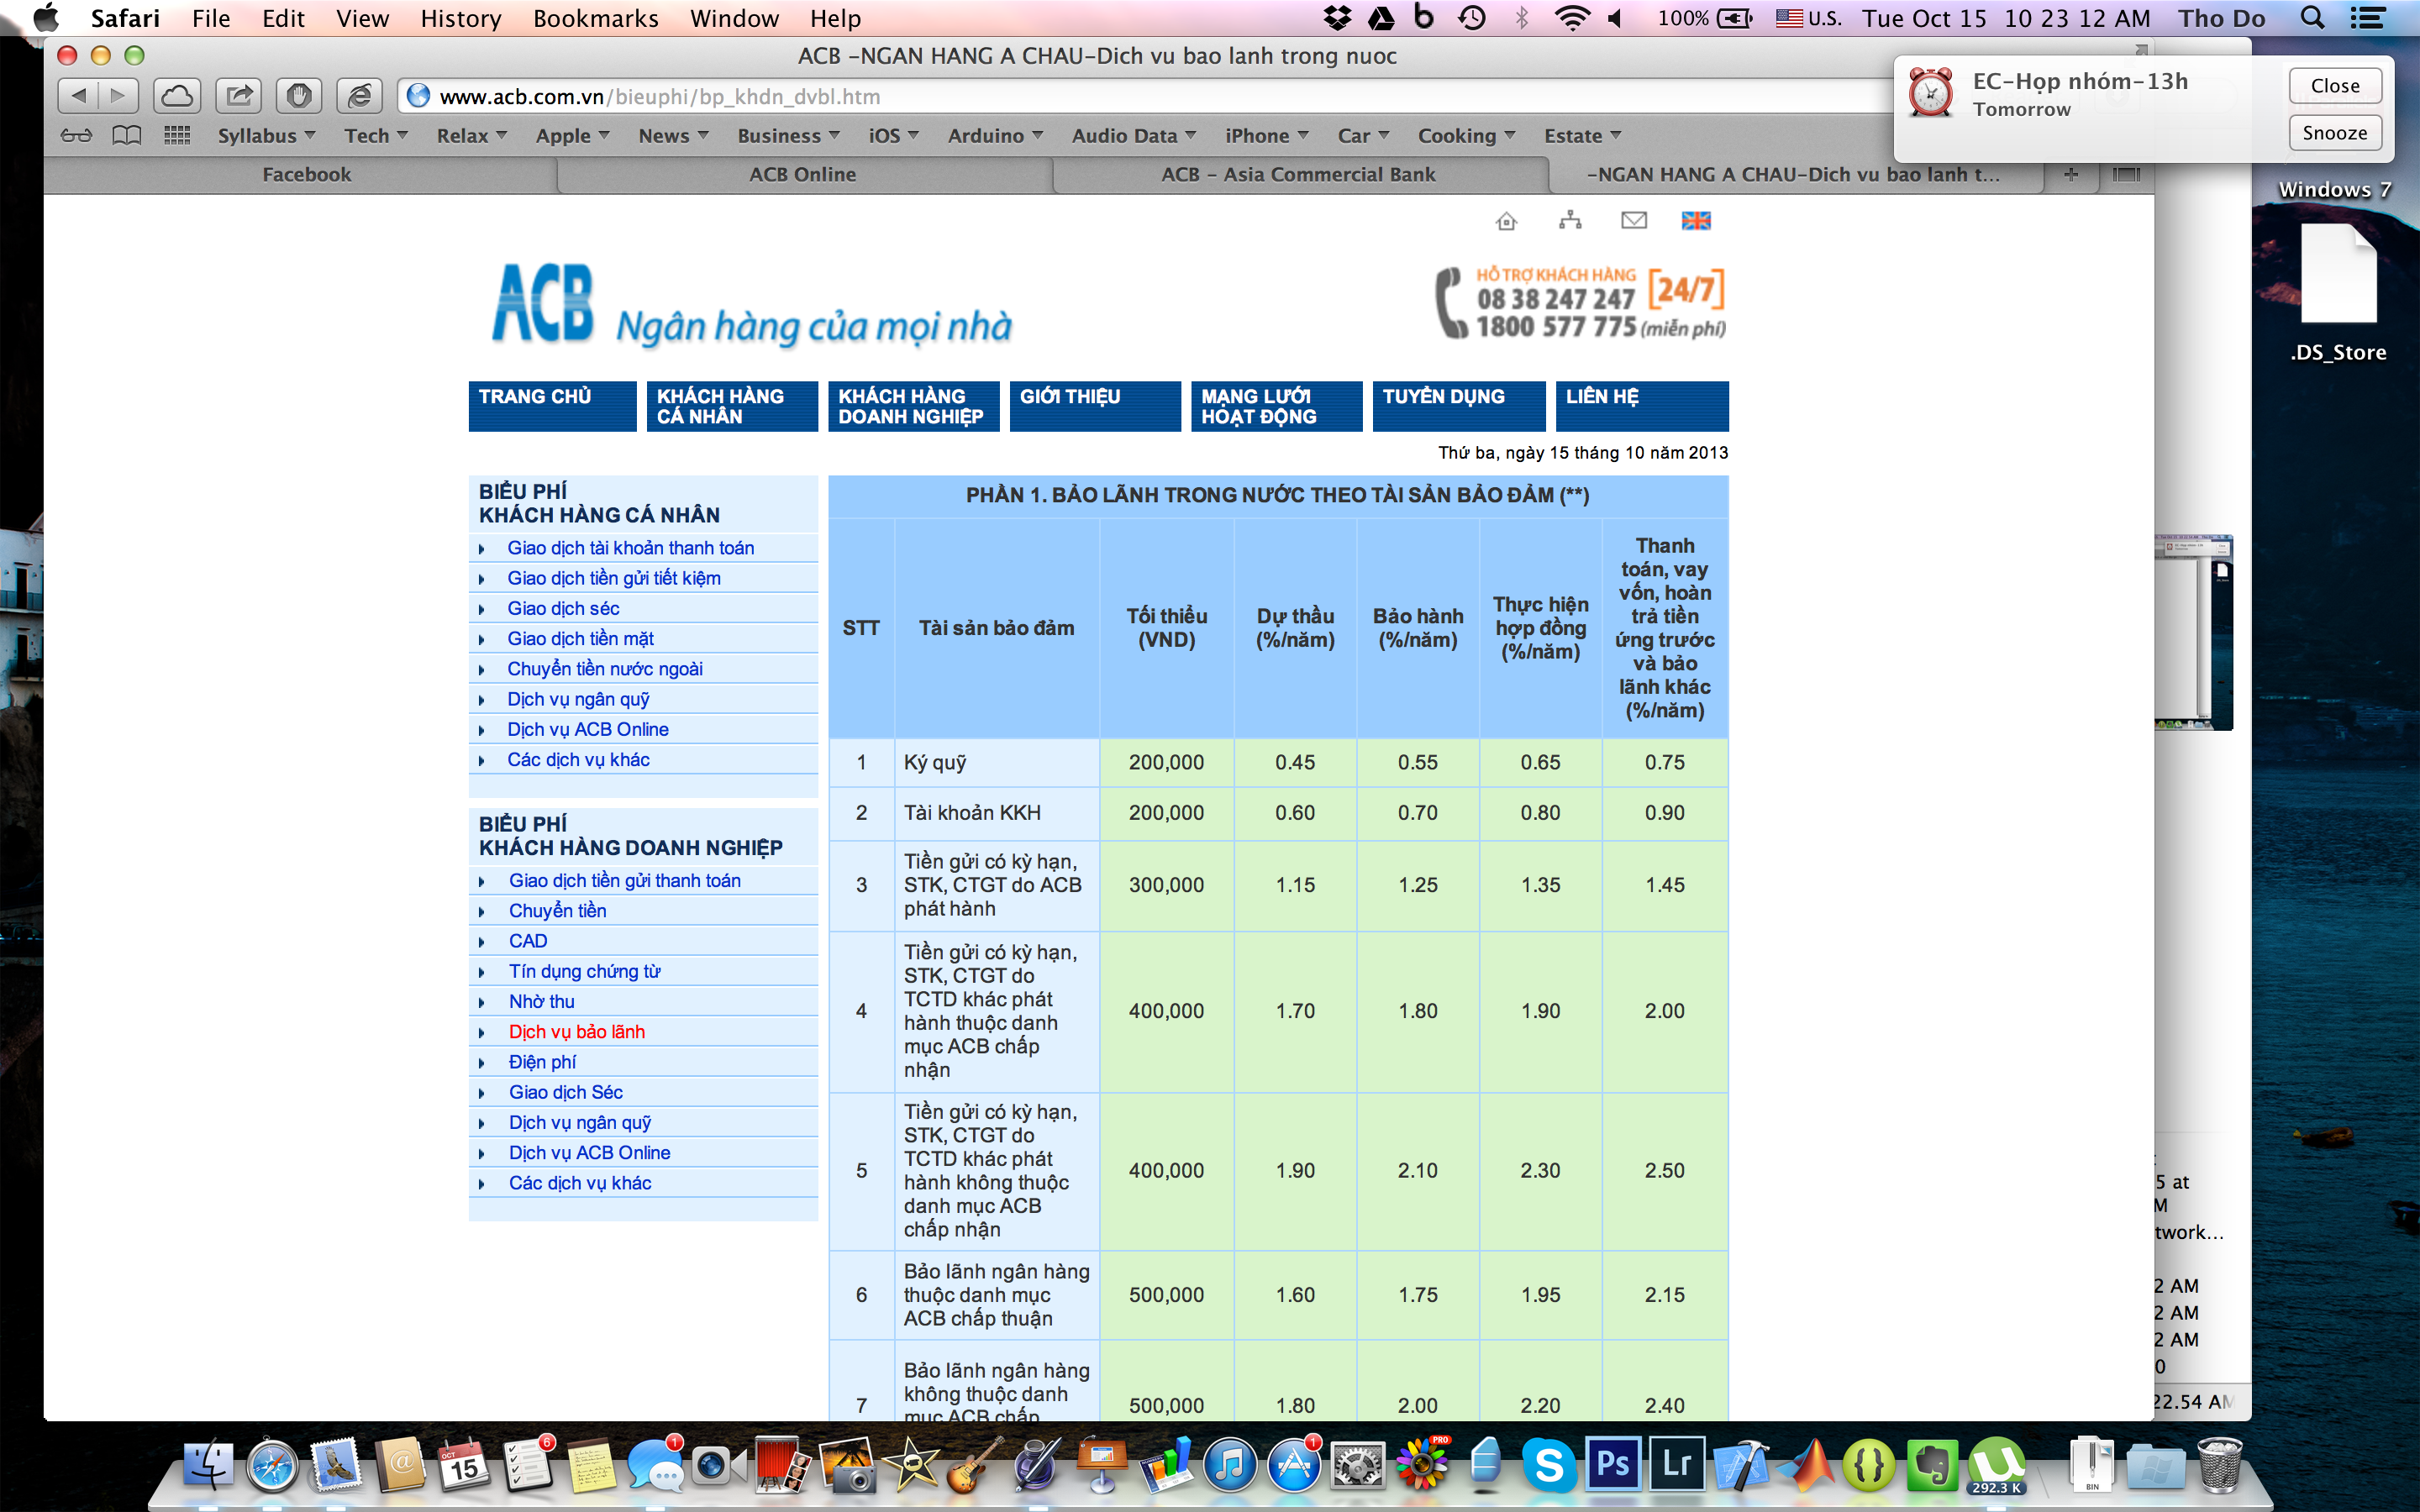 Safari File Edit View History Bookmarks Window Help 100% U.S. Tue Oct 15 10 23 12 AM Tho Do
ACB -NGAN HANG A CHAU-Dich vu bao lanh trong nuoc
www.acb.com.vn/bieuphi/bp_khdn_dvbl.htm
Syllabus Tech Relax Apple News Business iOS Arduino Audio Data iPhone Car Cooking Estate
Facebook ACB Online ACB - Asia Commercial Bank -NGAN HANG A CHAU-Dich vu bao lanh t...
EC-Họp nhóm-13h
Tomorrow
Close
Snooze
Windows 7
.DS_Store
ACB Ngân hàng của mọi nhà
HỖ TRỢ KHÁCH HÀNG [24/7]
08 38 247 247
1800 577 775 (miễn phí)
TRANG CHỦ
KHÁCH HÀNG
CÁ NHÂN
KHÁCH HÀNG
DOANH NGHIỆP
GIỚI THIỆU
MẠNG LƯỚI
HOẠT ĐỘNG
TUYỂN DỤNG
LIÊN HỆ
Thứ ba, ngày 15 tháng 10 năm 2013
BIỂU PHÍ
KHÁCH HÀNG CÁ NHÂN
Giao dịch tài khoản thanh toán
Giao dịch tiền gửi tiết kiệm
Giao dịch séc
Giao dịch tiền mặt
Chuyển tiền nước ngoài
Dịch vụ ngân quỹ
Dịch vụ ACB Online
Các dịch vụ khác
BIỂU PHÍ
KHÁCH HÀNG DOANH NGHIỆP
Giao dịch tiền gửi thanh toán
Chuyển tiền
CAD
Tín dụng chứng từ
Nhờ thu
Dịch vụ bảo lãnh
Điện phí
Giao dịch Séc
Dịch vụ ngân quỹ
Dịch vụ ACB Online
Các dịch vụ khác
PHẦN 1. BẢO LÃNH TRONG NƯỚC THEO TÀI SẢN BẢO ĐẢM (**)
STT
Tài sản bảo đảm
Tối thiểu
(VND)
Dự thầu
(%/năm)
Bảo hành
(%/năm)
Thực hiện
hợp đồng
(%/năm)
Thanh
toán, vay
vốn, hoàn
trả tiền
ứng trước
và bảo
lãnh khác
(%/năm)
1 Ký quỹ 200,000 0.45 0.55 0.65 0.75
2 Tài khoản KKH 200,000 0.60 0.70 0.80 0.90
Tiền gửi có kỳ hạn,
3 STK, CTGT do ACB 300,000 1.15 1.25 1.35 1.45
phát hành
Tiền gửi có kỳ hạn,
STK, CTGT do
TCTD khác phát
4 hành thuộc danh 400,000 1.70 1.80 1.90 2.00
mục ACB chấp
nhận
Tiền gửi có kỳ hạn,
STK, CTGT do
TCTD khác phát
5 hành không thuộc 400,000 1.90 2.10 2.30 2.50
danh mục ACB
chấp nhận
Bảo lãnh ngân hàng
6 thuộc danh mục 500,000 1.60 1.75 1.95 2.15
ACB chấp thuận
Bảo lãnh ngân hàng
không thuộc danh
7 mục ACB chấp 500,000 1.80 2.00 2.20 2.40
5 at
M
twork...
2 AM
2 AM
2 AM
0
22.54 AM
OCT
15
6
1
1
PRO
Ps
Lr
292.3 K
BIN